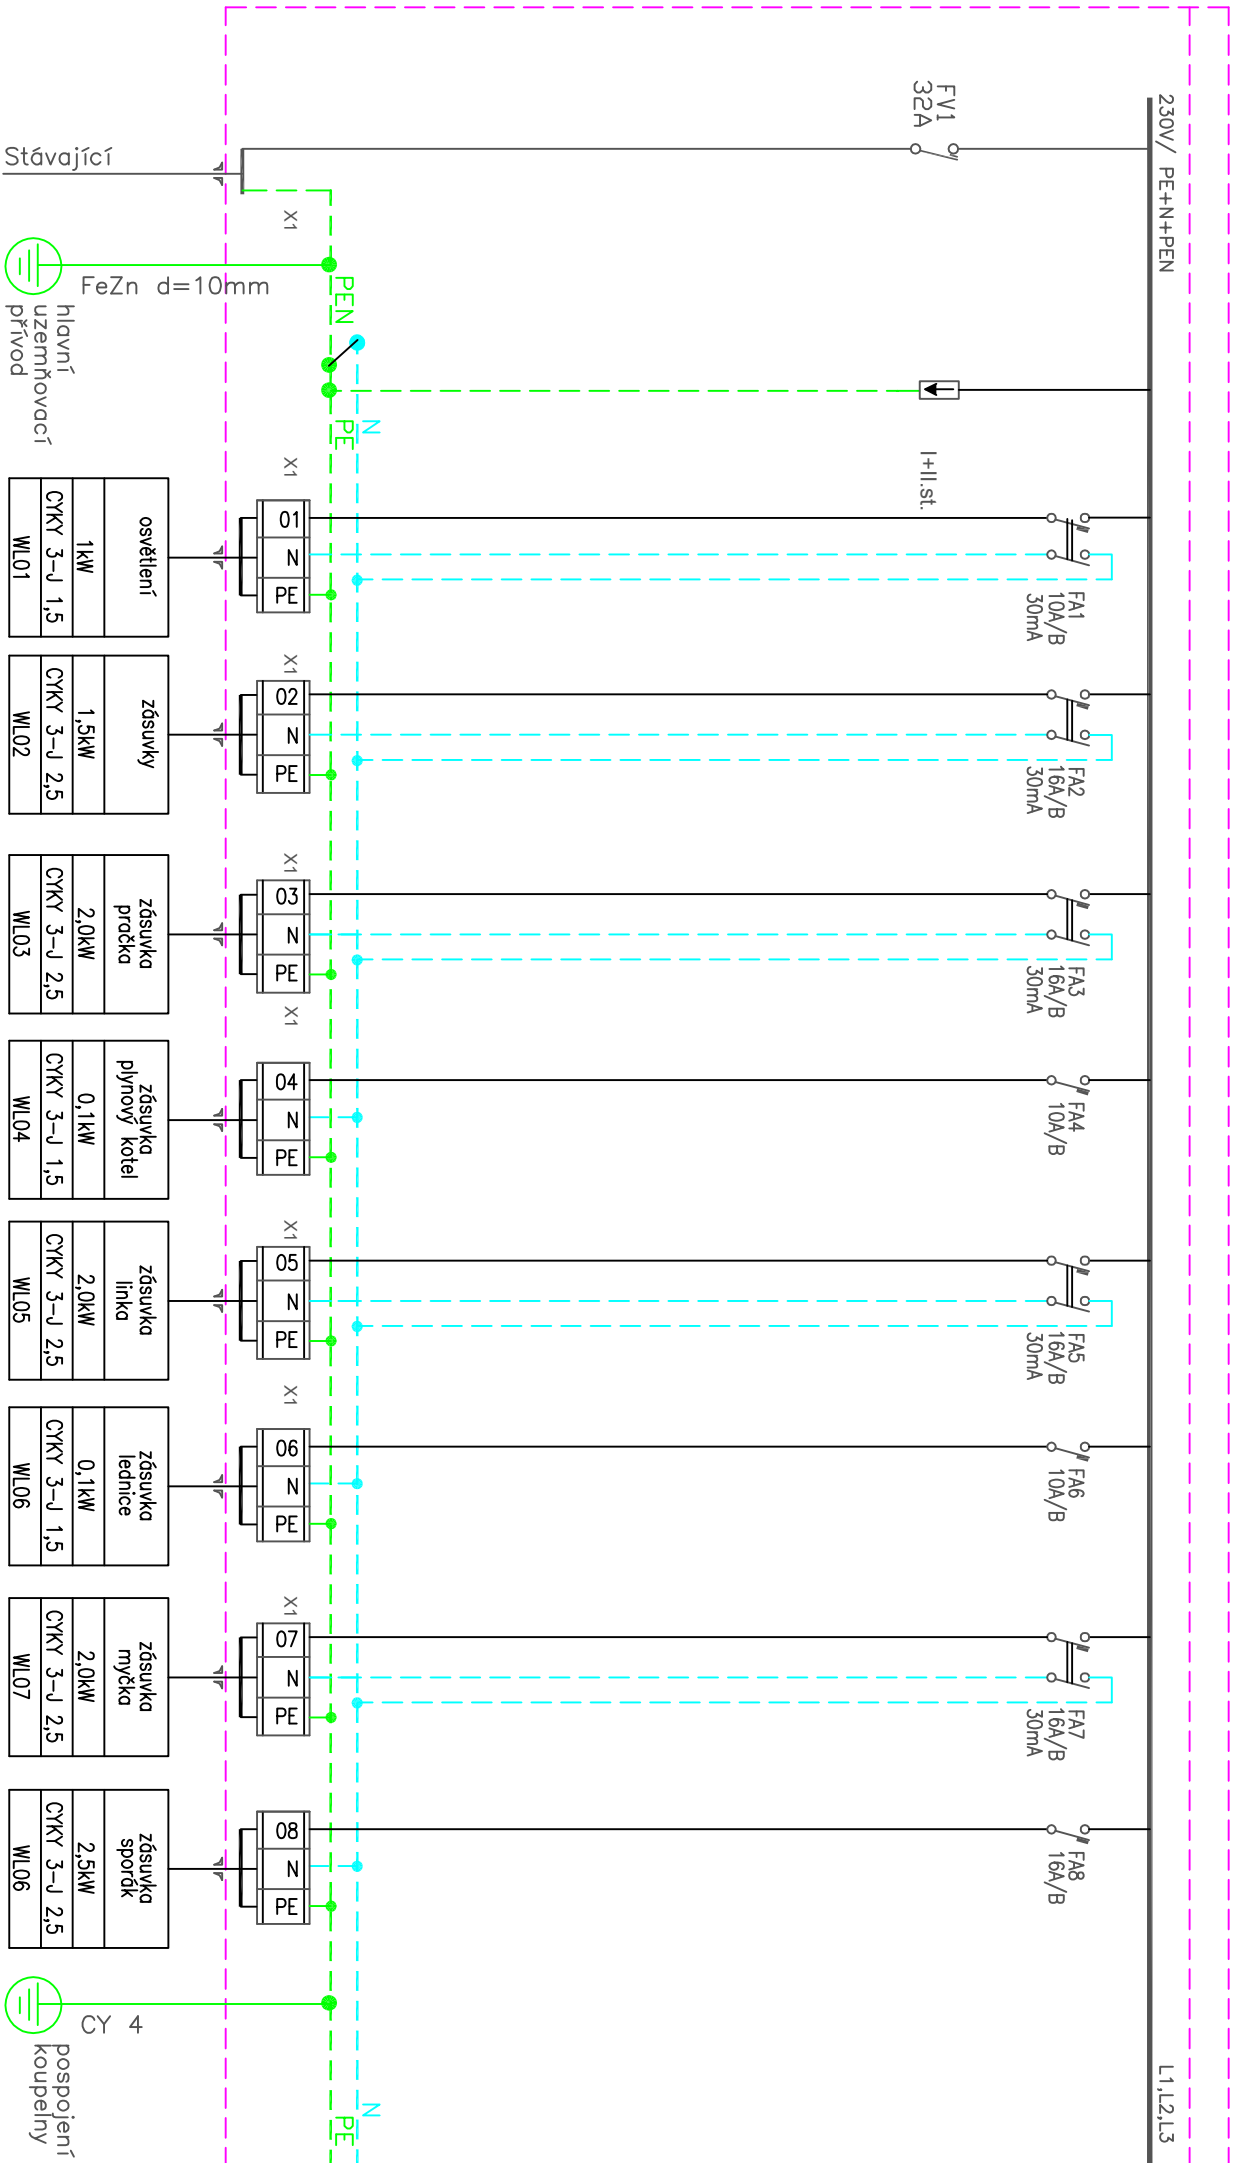 230V/ PE+N+PEN
L1,L2,L3
FV1
32A
I+II.st.
FA1
10A/B
30mA
FA2
16A/B
30mA
FA3
16A/B
30mA
FA4
10A/B
FA5
16A/B
30mA
FA6
10A/B
FA7
16A/B
30mA
FA8
16A/B
N
PE
PEN
N
PE
X1
X1
X1
X1
X1
X1
X1
X1
01
N
PE
02
N
PE
03
N
PE
04
N
PE
05
N
PE
06
N
PE
07
N
PE
08
N
PE
Stávající
FeZn d=10mm
hlavní
uzemňovací
přívod
osvětlení
1kW
CYKY 3-J 1,5
WL01
zásuvky
1,5kW
CYKY 3-J 2,5
WL02
zásuvka
pračka
2,0kW
CYKY 3-J 2,5
WL03
zásuvka
plynový kotel
0,1kW
CYKY 3-J 1,5
WL04
zásuvka
linka
2,0kW
CYKY 3-J 2,5
WL05
zásuvka
lednice
0,1kW
CYKY 3-J 1,5
WL06
zásuvka
myčka
2,0kW
CYKY 3-J 2,5
WL07
zásuvka
sporák
2,5kW
CYKY 3-J 2,5
WL06
CY 4
pospojení
koupelny